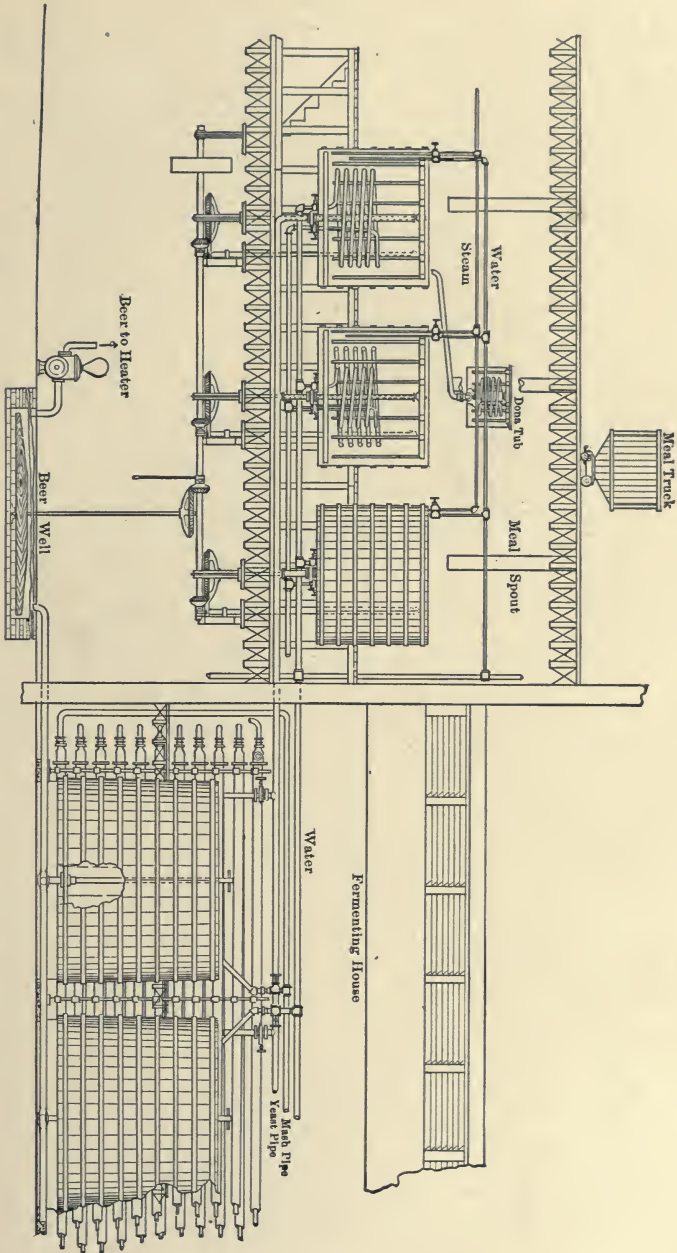 Meal Truck
Dona Tub
Water
Steam
Meal Spout
Beer to Heater
Beer Well
Water
Fermenting House
Mash Pipe
Yeast Pipe